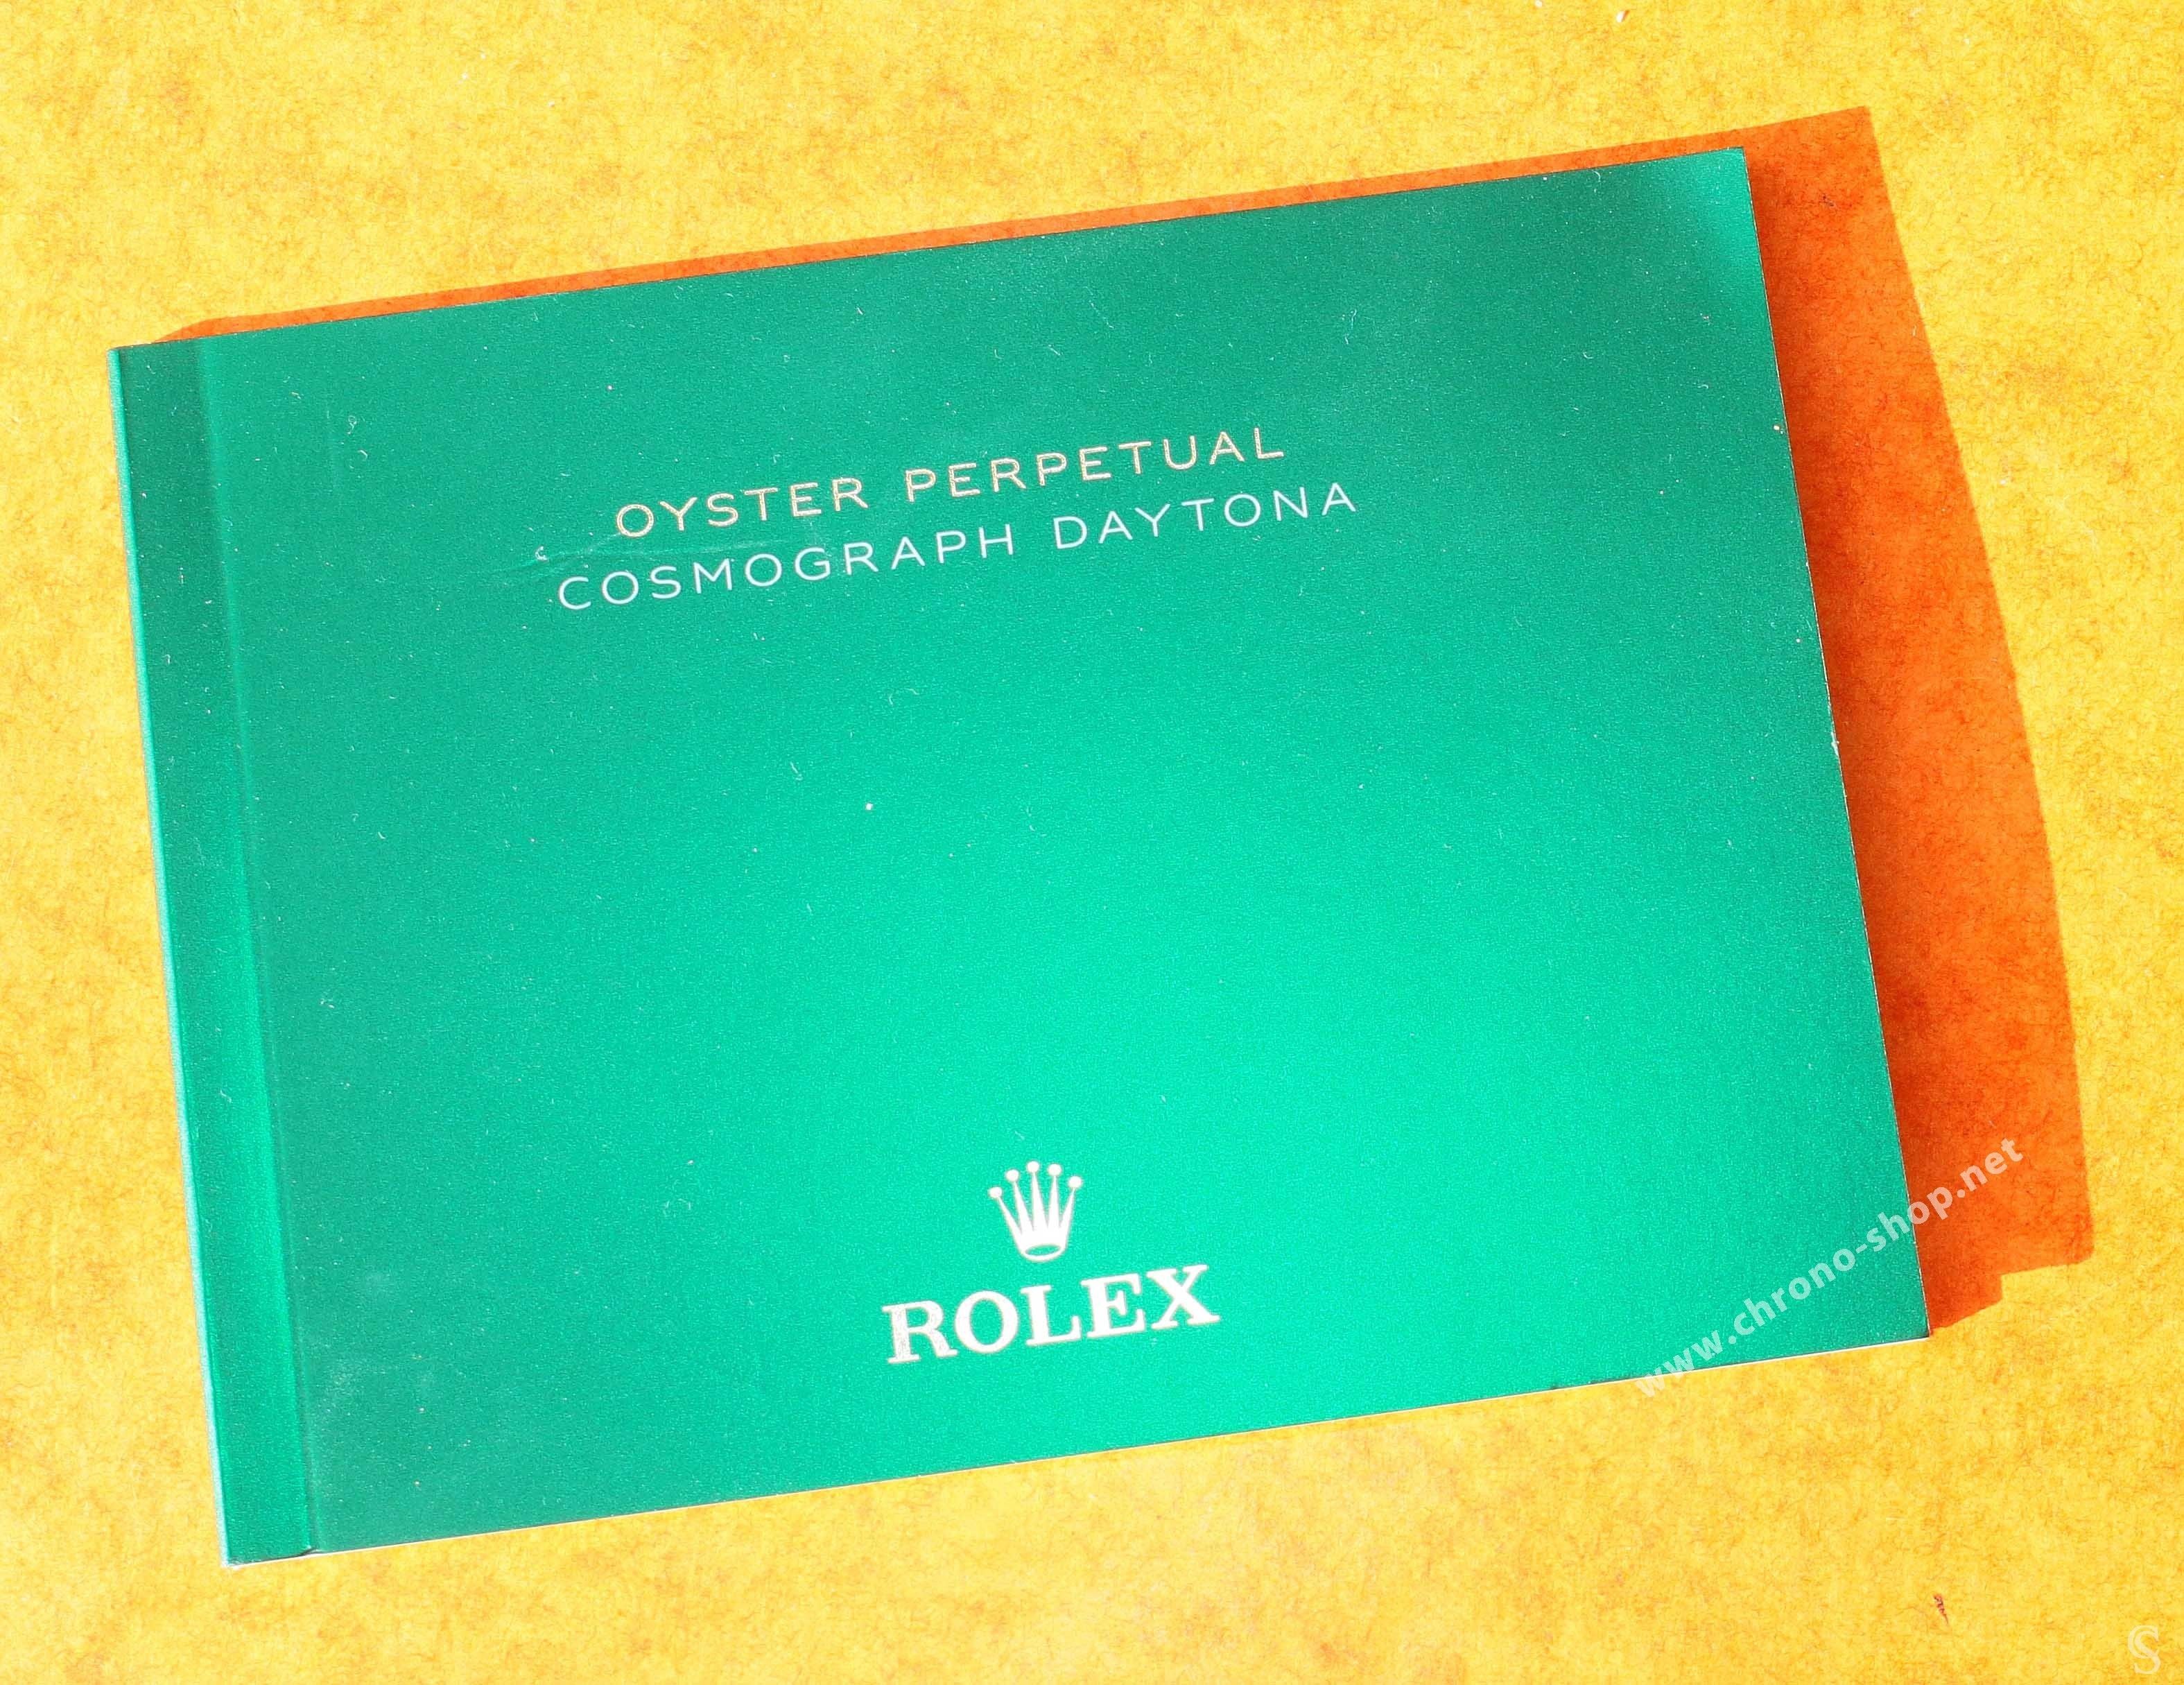 OYSTER PERPETUAL
COSMOGRAPH DAYTONA
ROLEX
www.chrono-shop.net
S